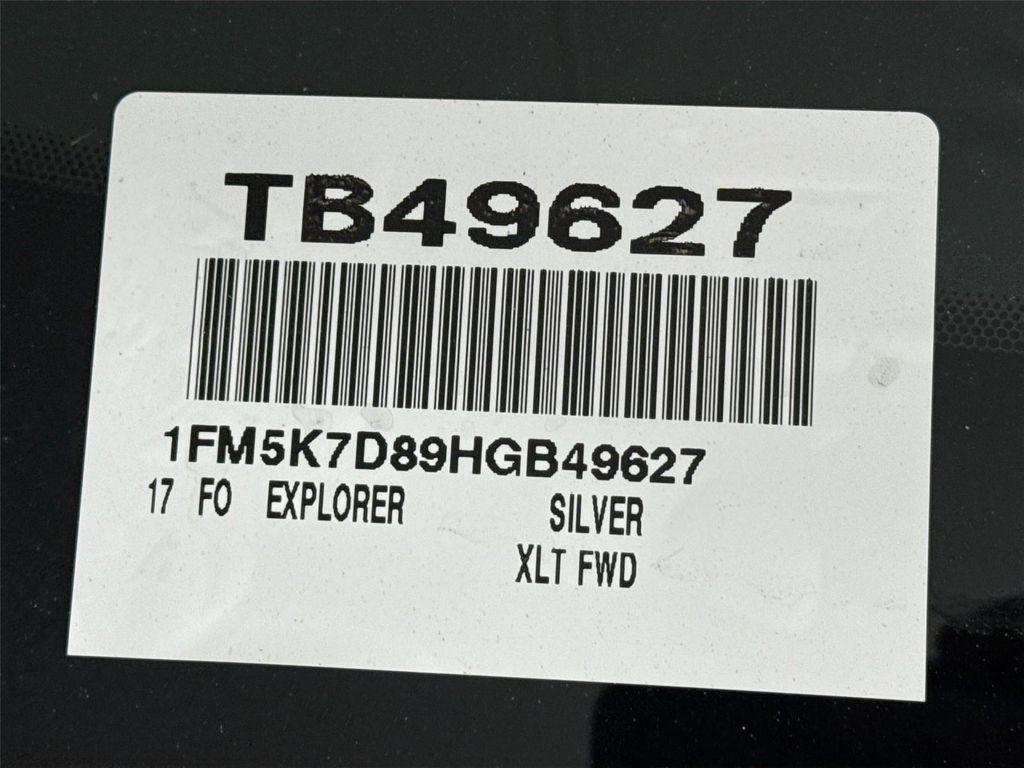 TB49627
1FM5K7D89HGB49627
17 FO EXPLORER SILVER
XLT FWD